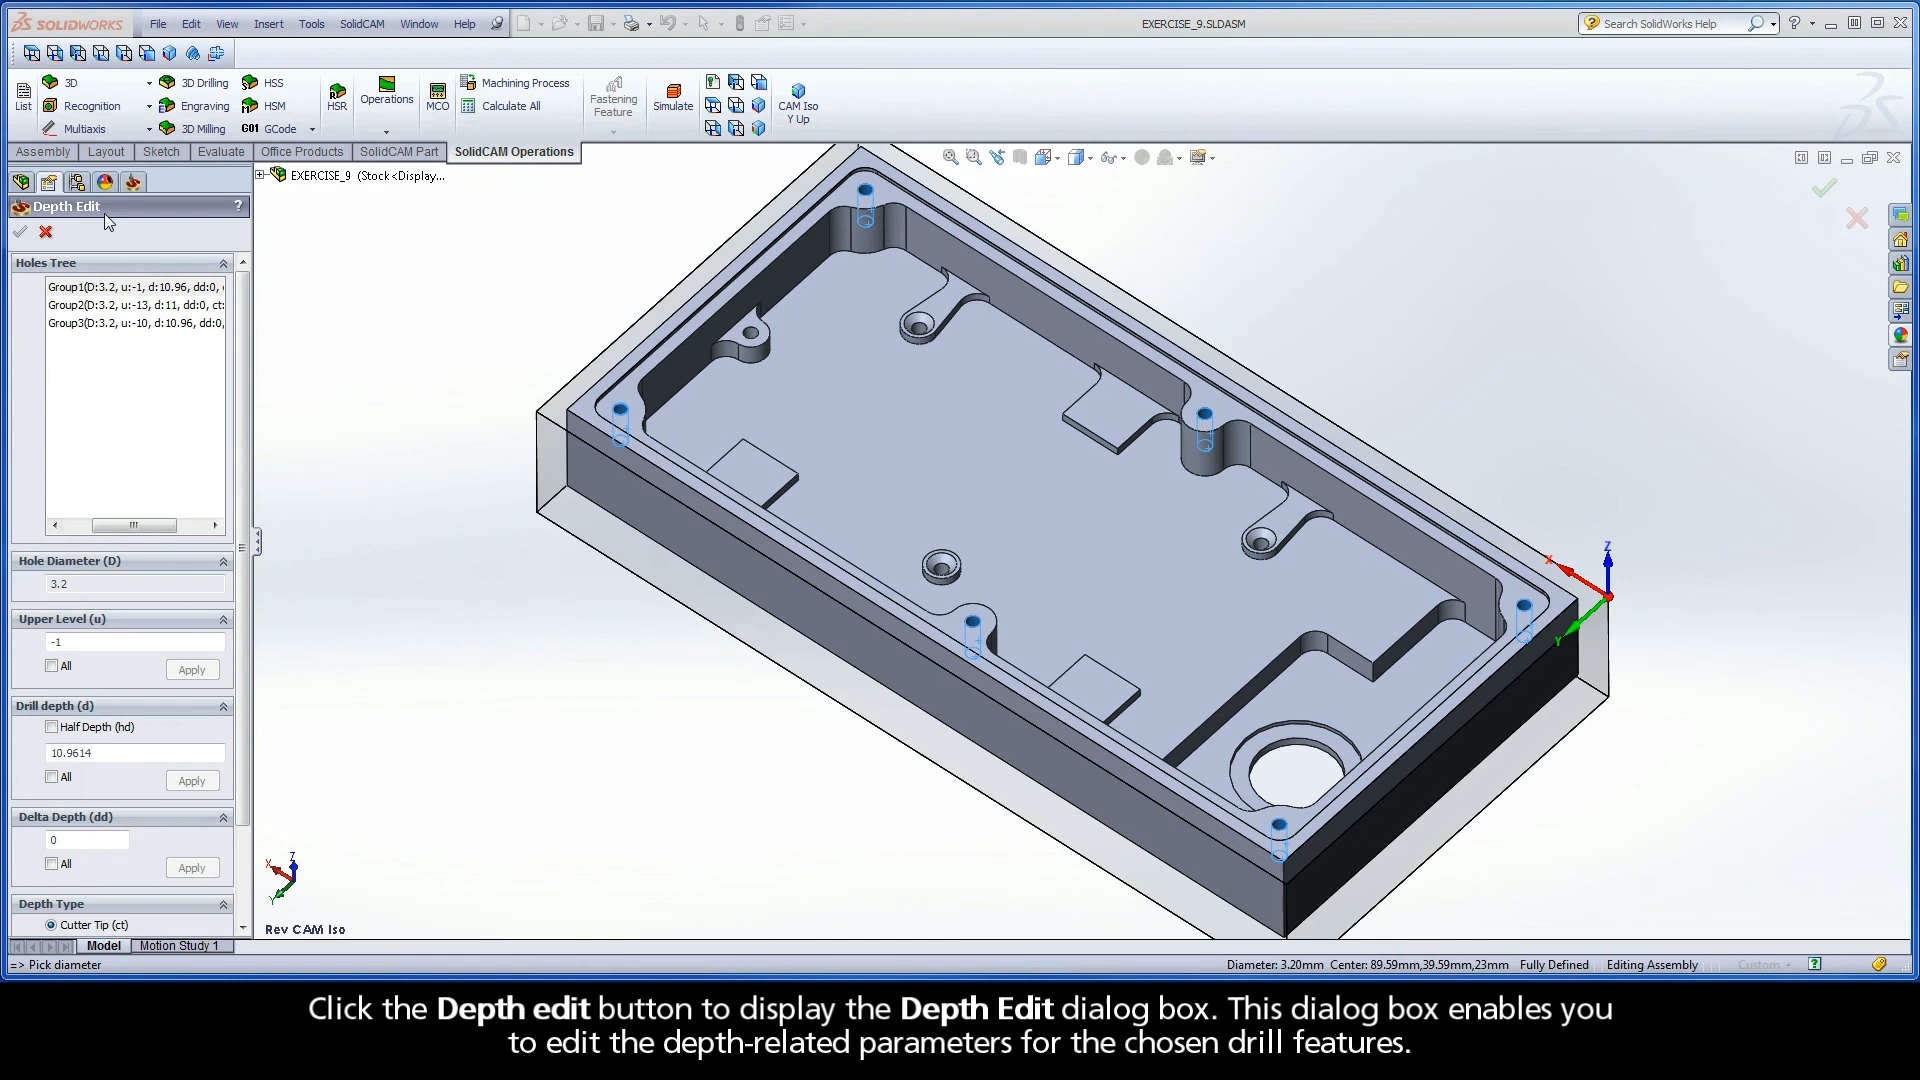 SOLIDWORKS File Edit View Insert Tools SolidCAM Window Help EXERCISE_9.SLDASM Search SolidWorks Help
3D 3D Drilling HSS Machining Process
List Recognition Engraving HSM HSR Operations MCO Calculate All Fastening Feature Simulate CAM Iso Y Up
Multiaxis 3D Milling G01 GCode
Assembly Layout Sketch Evaluate Office Products SolidCAM Part SolidCAM Operations
EXERCISE_9 (Stock<Display...
Depth Edit ?
Holes Tree
Group1(D:3.2, u:-1, d:10.96, dd:0,
Group2(D:3.2, u:-13, d:11, dd:0, ct:
Group3(D:3.2, u:-10, d:10.96, dd:0,
Hole Diameter (D)
3.2
Upper Level (u)
-1
All Apply
Drill depth (d)
Half Depth (hd)
10.9614
All Apply
Delta Depth (dd)
0
All Apply
Depth Type
Cutter Tip (ct)
X Y Z
X Y Z
Rev CAM Iso
Model Motion Study 1
=> Pick diameter Diameter: 3.20mm Center: 89.59mm,39.59mm,23mm Fully Defined Editing Assembly Custom
Click the Depth edit button to display the Depth Edit dialog box. This dialog box enables you
to edit the depth-related parameters for the chosen drill features.